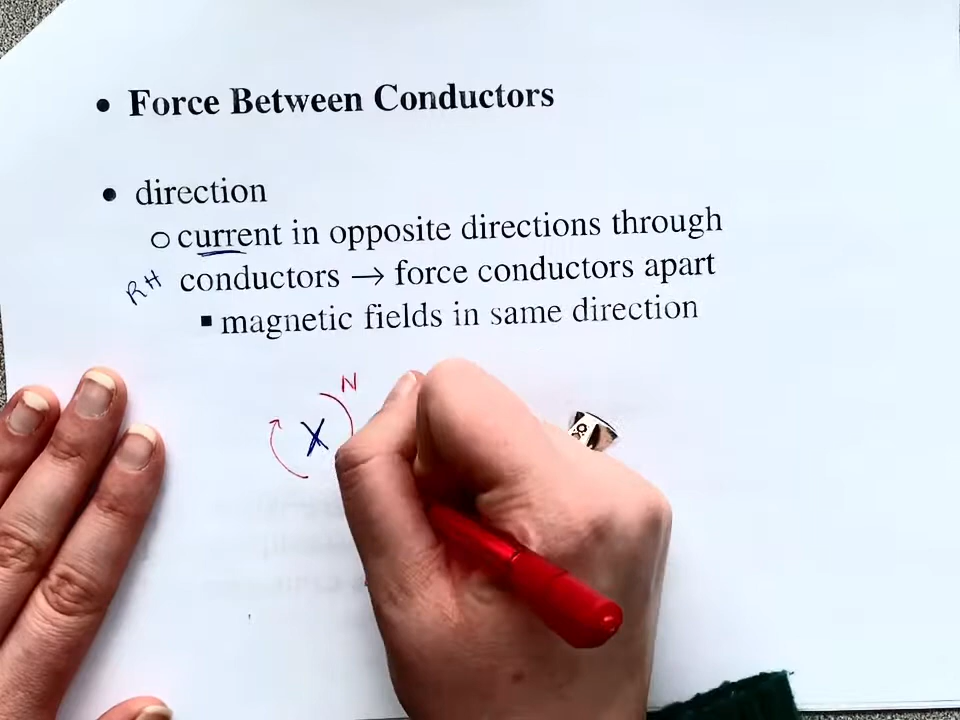 • Force Between Conductors
• direction
○ current in opposite directions through
RH conductors → force conductors apart
▪ magnetic fields in same direction
N
X